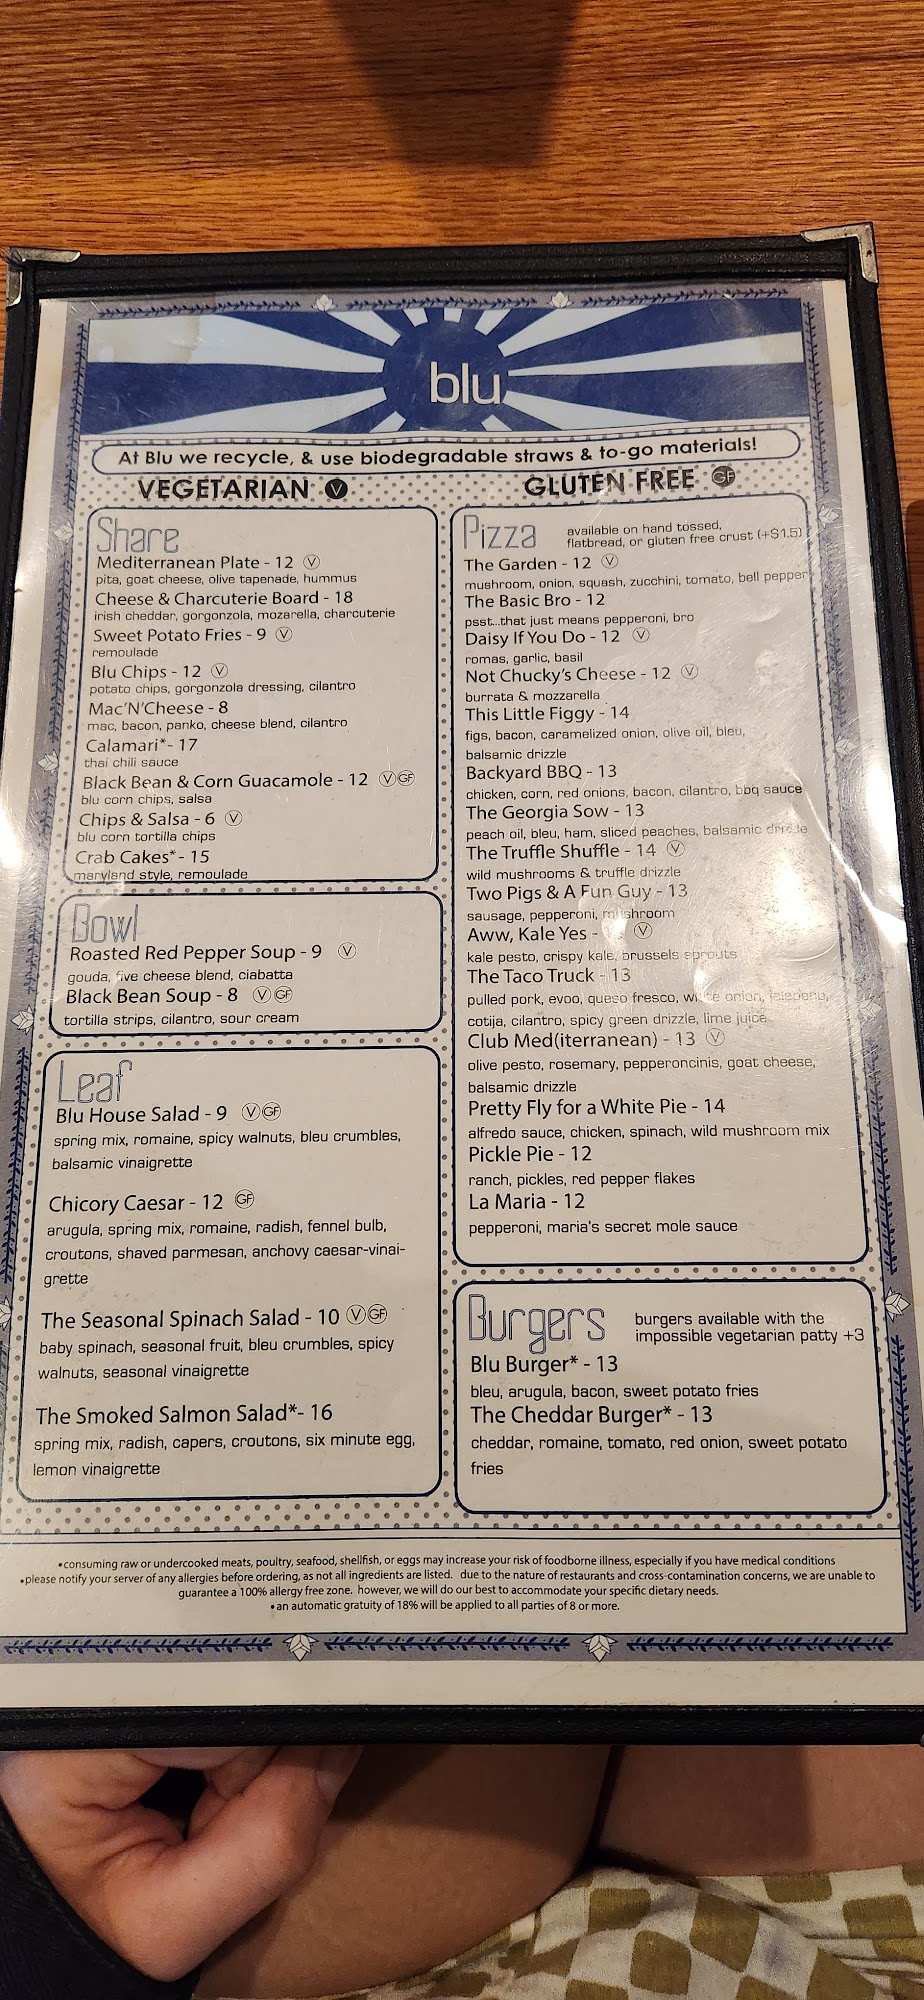 blu
At Blu we recycle, & use biodegradable straws & to-go materials!
VEGETARIAN V
GLUTEN FREE GF
Share
Mediterranean Plate - 12 V
pita, goat cheese, olive tapenade, hummus
Cheese & Charcuterie Board - 18
irish cheddar, gorgonzola, mozarella, charcuterie
Sweet Potato Fries - 9 V
remoulade
Blu Chips - 12 V
potato chips, gorgonzola dressing, cilantro
Mac'N'Cheese - 8
mac, bacon, panko, cheese blend, cilantro
Calamari* - 17
thai chili sauce
Black Bean & Corn Guacamole - 12 V GF
blu corn chips, salsa
Chips & Salsa - 6 V
blu corn tortilla chips
Crab Cakes* - 15
maryland style, remoulade
Bowl
Roasted Red Pepper Soup - 9 V
gouda, five cheese blend, ciabatta
Black Bean Soup - 8 V GF
tortilla strips, cilantro, sour cream
Leaf
Blu House Salad - 9 V GF
spring mix, romaine, spicy walnuts, bleu crumbles,
balsamic vinaigrette
Chicory Caesar - 12 GF
arugula, spring mix, romaine, radish, fennel bulb,
croutons, shaved parmesan, anchovy caesar-vinai-
grette
The Seasonal Spinach Salad - 10 V GF
baby spinach, seasonal fruit, bleu crumbles, spicy
walnuts, seasonal vinaigrette
The Smoked Salmon Salad*- 16
spring mix, radish, capers, croutons, six minute egg,
lemon vinaigrette
Pizza
available on hand tossed,
flatbread, or gluten free crust (+$1.5)
The Garden - 12 V
mushroom, onion, squash, zucchini, tomato, bell pepper
The Basic Bro - 12
psst...that just means pepperoni, bro
Daisy If You Do - 12 V
romas, garlic, basil
Not Chucky's Cheese - 12 V
burrata & mozzarella
This Little Figgy - 14
figs, bacon, caramelized onion, olive oil, bleu,
balsamic drizzle
Backyard BBQ - 13
chicken, corn, red onions, bacon, cilantro, bbq sauce
The Georgia Sow - 13
peach oil, bleu, ham, sliced peaches, balsamic drizzle
The Truffle Shuffle - 14 V
wild mushrooms & truffle drizzle
Two Pigs & A Fun Guy - 13
sausage, pepperoni, mushroom
Aww, Kale Yes - V
kale pesto, crispy kale, brussels sprouts
The Taco Truck - 13
pulled pork, evoo, queso fresco, white onion, jalepeno,
cotija, cilantro, spicy green drizzle, lime juice
Club Med(iterranean) - 13 V
olive pesto, rosemary, pepperoncinis, goat cheese,
balsamic drizzle
Pretty Fly for a White Pie - 14
alfredo sauce, chicken, spinach, wild mushroom mix
Pickle Pie - 12
ranch, pickles, red pepper flakes
La Maria - 12
pepperoni, maria's secret mole sauce
Burgers
burgers available with the
impossible vegetarian patty +3
Blu Burger* - 13
bleu, arugula, bacon, sweet potato fries
The Cheddar Burger* - 13
cheddar, romaine, tomato, red onion, sweet potato
fries
•consuming raw or undercooked meats, poultry, seafood, shellfish, or eggs may increase your risk of foodborne illness, especially if you have medical conditions
•please notify your server of any allergies before ordering, as not all ingredients are listed. due to the nature of restaurants and cross-contamination concerns, we are unable to
guarantee a 100% allergy free zone. however, we will do our best to accommodate your specific dietary needs.
•an automatic gratuity of 18% will be applied to all parties of 8 or more.